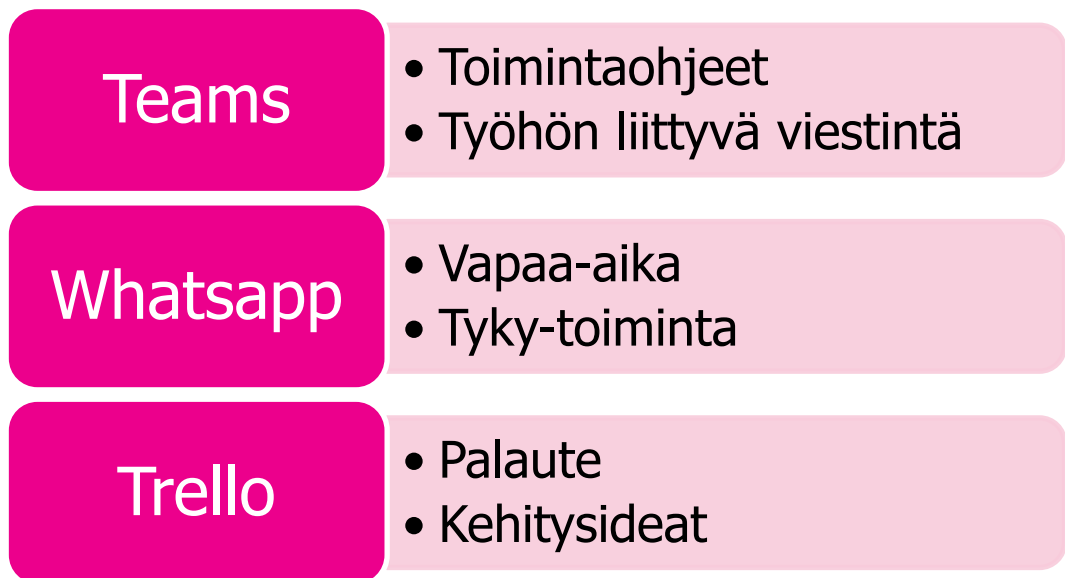 Teams
• Toimintaohjeet
• Työhön liittyvä viestintä
Whatsapp
• Vapaa-aika
• Tyky-toiminta
Trello
• Palaute
• Kehitysideat